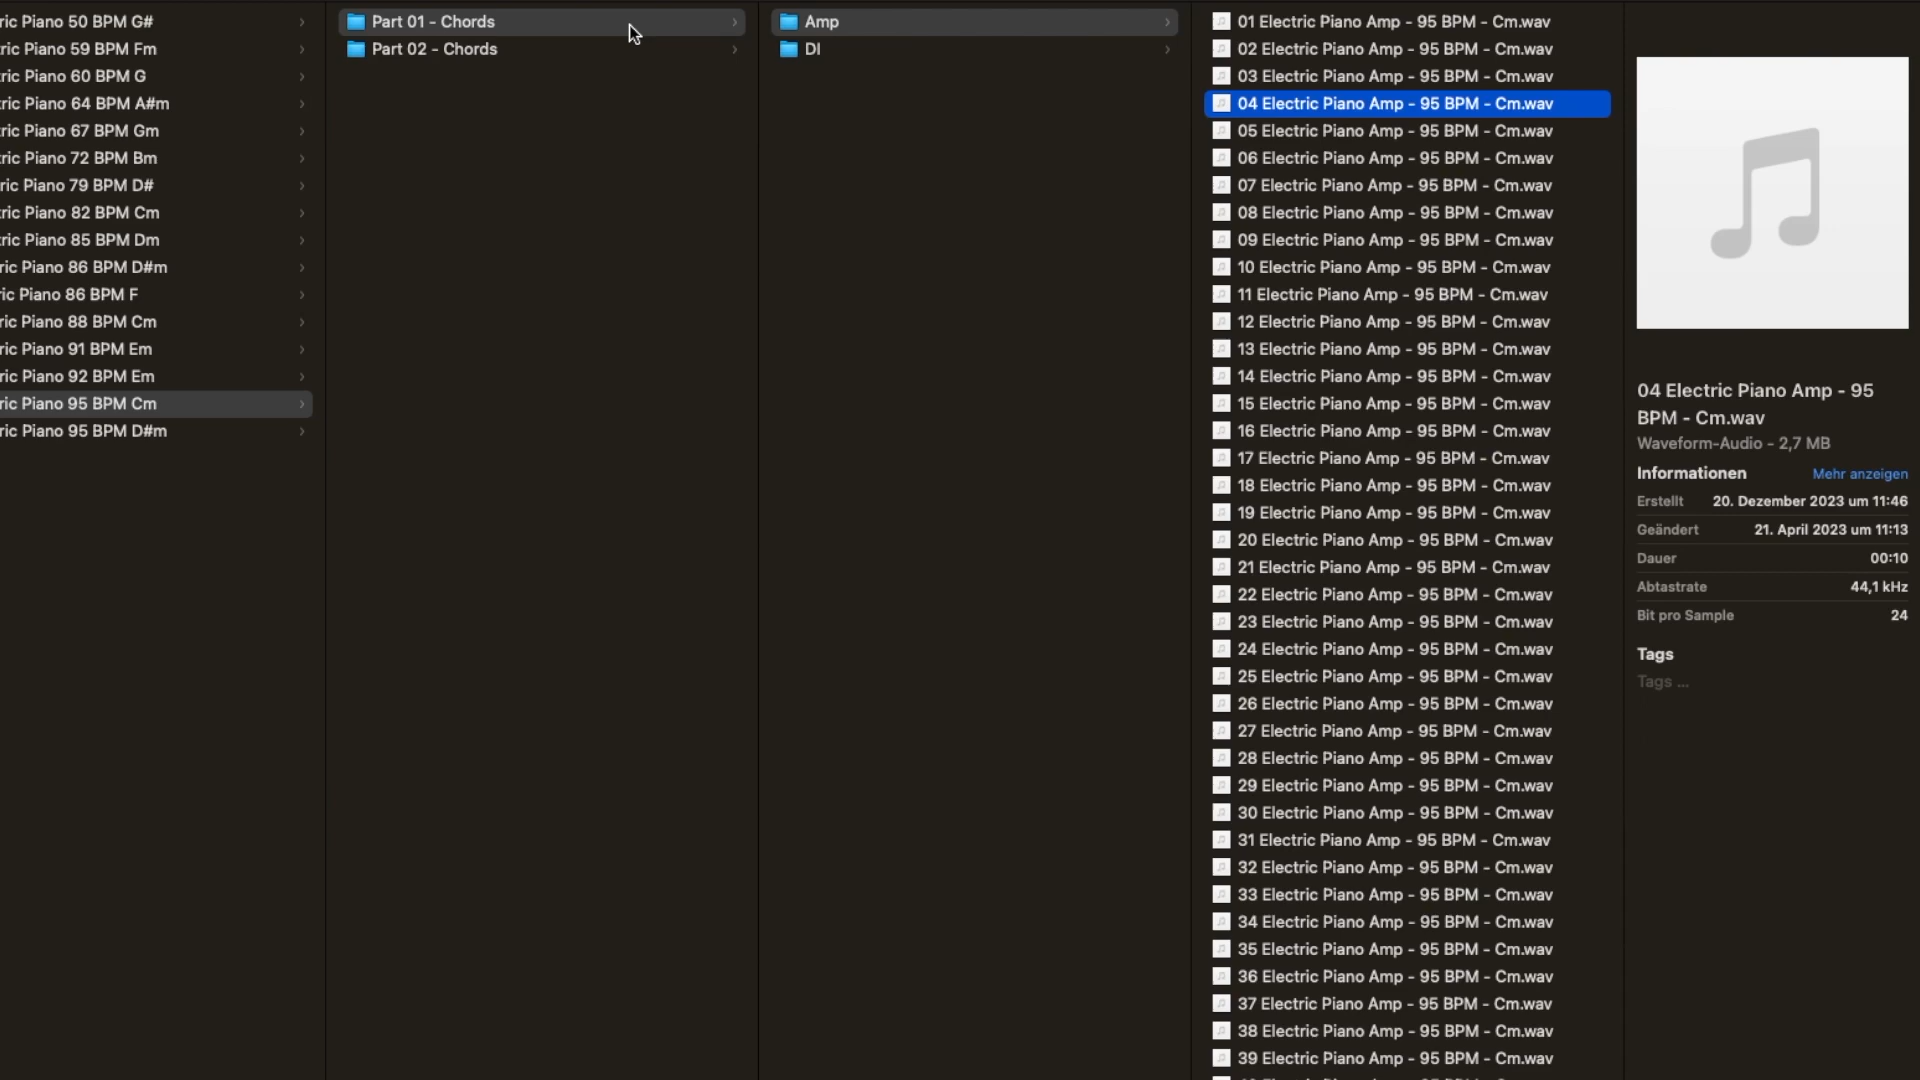 ric Piano 50 BPM G#
ric Piano 59 BPM Fm
ric Piano 60 BPM G
ric Piano 64 BPM A#m
ric Piano 67 BPM Gm
ric Piano 72 BPM Bm
ric Piano 79 BPM D#
ric Piano 82 BPM Cm
ric Piano 85 BPM Dm
ric Piano 86 BPM D#m
ric Piano 86 BPM F
ric Piano 88 BPM Cm
ric Piano 91 BPM Em
ric Piano 92 BPM Em
ric Piano 95 BPM Cm
ric Piano 95 BPM D#m
Part 01 - Chords
Part 02 - Chords
Amp
DI
01 Electric Piano Amp - 95 BPM - Cm.wav
02 Electric Piano Amp - 95 BPM - Cm.wav
03 Electric Piano Amp - 95 BPM - Cm.wav
04 Electric Piano Amp - 95 BPM - Cm.wav
05 Electric Piano Amp - 95 BPM - Cm.wav
06 Electric Piano Amp - 95 BPM - Cm.wav
07 Electric Piano Amp - 95 BPM - Cm.wav
08 Electric Piano Amp - 95 BPM - Cm.wav
09 Electric Piano Amp - 95 BPM - Cm.wav
10 Electric Piano Amp - 95 BPM - Cm.wav
11 Electric Piano Amp - 95 BPM - Cm.wav
12 Electric Piano Amp - 95 BPM - Cm.wav
13 Electric Piano Amp - 95 BPM - Cm.wav
14 Electric Piano Amp - 95 BPM - Cm.wav
15 Electric Piano Amp - 95 BPM - Cm.wav
16 Electric Piano Amp - 95 BPM - Cm.wav
17 Electric Piano Amp - 95 BPM - Cm.wav
18 Electric Piano Amp - 95 BPM - Cm.wav
19 Electric Piano Amp - 95 BPM - Cm.wav
20 Electric Piano Amp - 95 BPM - Cm.wav
21 Electric Piano Amp - 95 BPM - Cm.wav
22 Electric Piano Amp - 95 BPM - Cm.wav
23 Electric Piano Amp - 95 BPM - Cm.wav
24 Electric Piano Amp - 95 BPM - Cm.wav
25 Electric Piano Amp - 95 BPM - Cm.wav
26 Electric Piano Amp - 95 BPM - Cm.wav
27 Electric Piano Amp - 95 BPM - Cm.wav
28 Electric Piano Amp - 95 BPM - Cm.wav
29 Electric Piano Amp - 95 BPM - Cm.wav
30 Electric Piano Amp - 95 BPM - Cm.wav
31 Electric Piano Amp - 95 BPM - Cm.wav
32 Electric Piano Amp - 95 BPM - Cm.wav
33 Electric Piano Amp - 95 BPM - Cm.wav
34 Electric Piano Amp - 95 BPM - Cm.wav
35 Electric Piano Amp - 95 BPM - Cm.wav
36 Electric Piano Amp - 95 BPM - Cm.wav
37 Electric Piano Amp - 95 BPM - Cm.wav
38 Electric Piano Amp - 95 BPM - Cm.wav
39 Electric Piano Amp - 95 BPM - Cm.wav
04 Electric Piano Amp - 95
BPM - Cm.wav
Waveform-Audio - 2,7 MB
Informationen Mehr anzeigen
Erstellt 20. Dezember 2023 um 11:46
Geändert 21. April 2023 um 11:13
Dauer 00:10
Abtastrate 44,1 kHz
Bit pro Sample 24
Tags
Tags ...